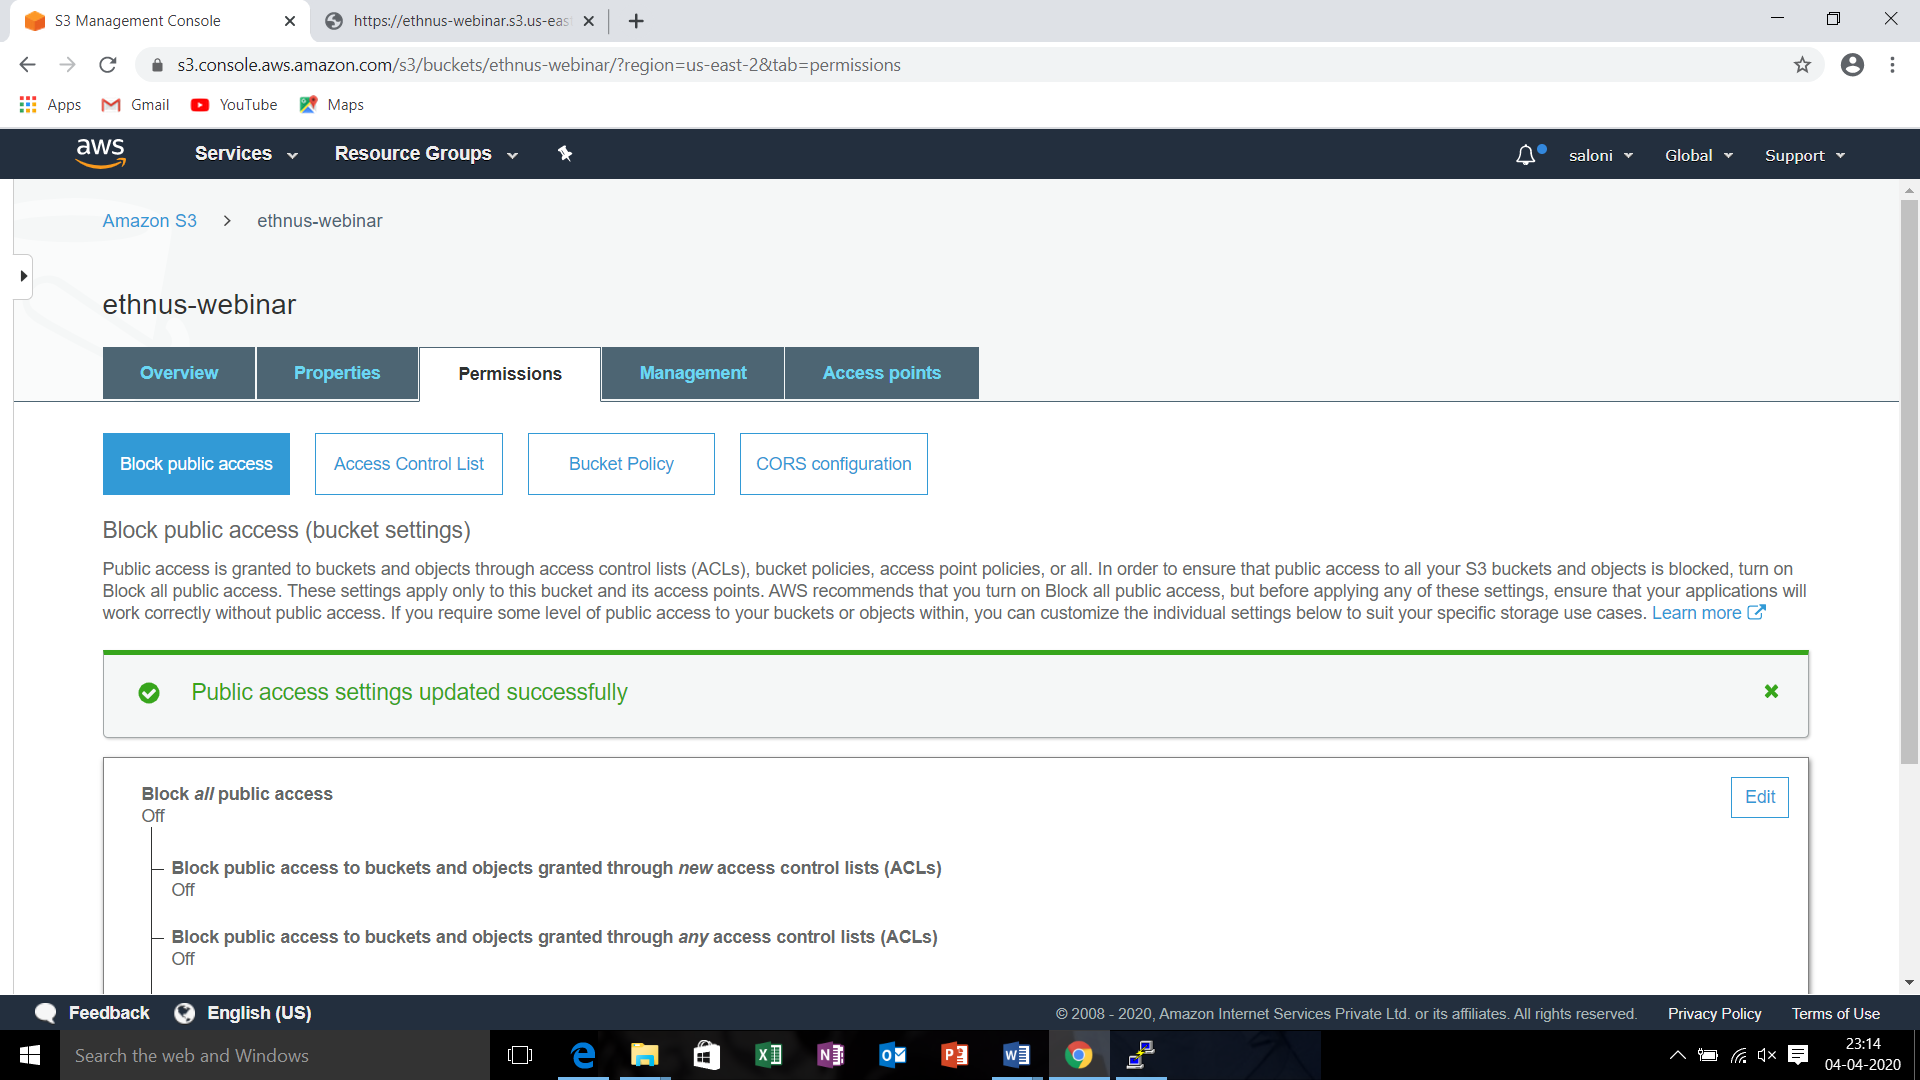 S3 Management Console
https://ethnus-webinar.s3.us-eas
s3.console.aws.amazon.com/s3/buckets/ethnus-webinar/?region=us-east-2&tab=permissions
Apps Gmail YouTube Maps
aws Services Resource Groups saloni Global Support
Amazon S3 > ethnus-webinar
ethnus-webinar
Overview Properties Permissions Management Access points
Block public access Access Control List Bucket Policy CORS configuration
Block public access (bucket settings)
Public access is granted to buckets and objects through access control lists (ACLs), bucket policies, access point policies, or all. In order to ensure that public access to all your S3 buckets and objects is blocked, turn on
Block all public access. These settings apply only to this bucket and its access points. AWS recommends that you turn on Block all public access, but before applying any of these settings, ensure that your applications will
work correctly without public access. If you require some level of public access to your buckets or objects within, you can customize the individual settings below to suit your specific storage use cases. Learn more
Public access settings updated successfully
Block all public access
Edit
Off
Block public access to buckets and objects granted through new access control lists (ACLs)
Off
Block public access to buckets and objects granted through any access control lists (ACLs)
Off
Feedback English (US) © 2008 - 2020, Amazon Internet Services Private Ltd. or its affiliates. All rights reserved. Privacy Policy Terms of Use
Search the web and Windows
23:14
04-04-2020